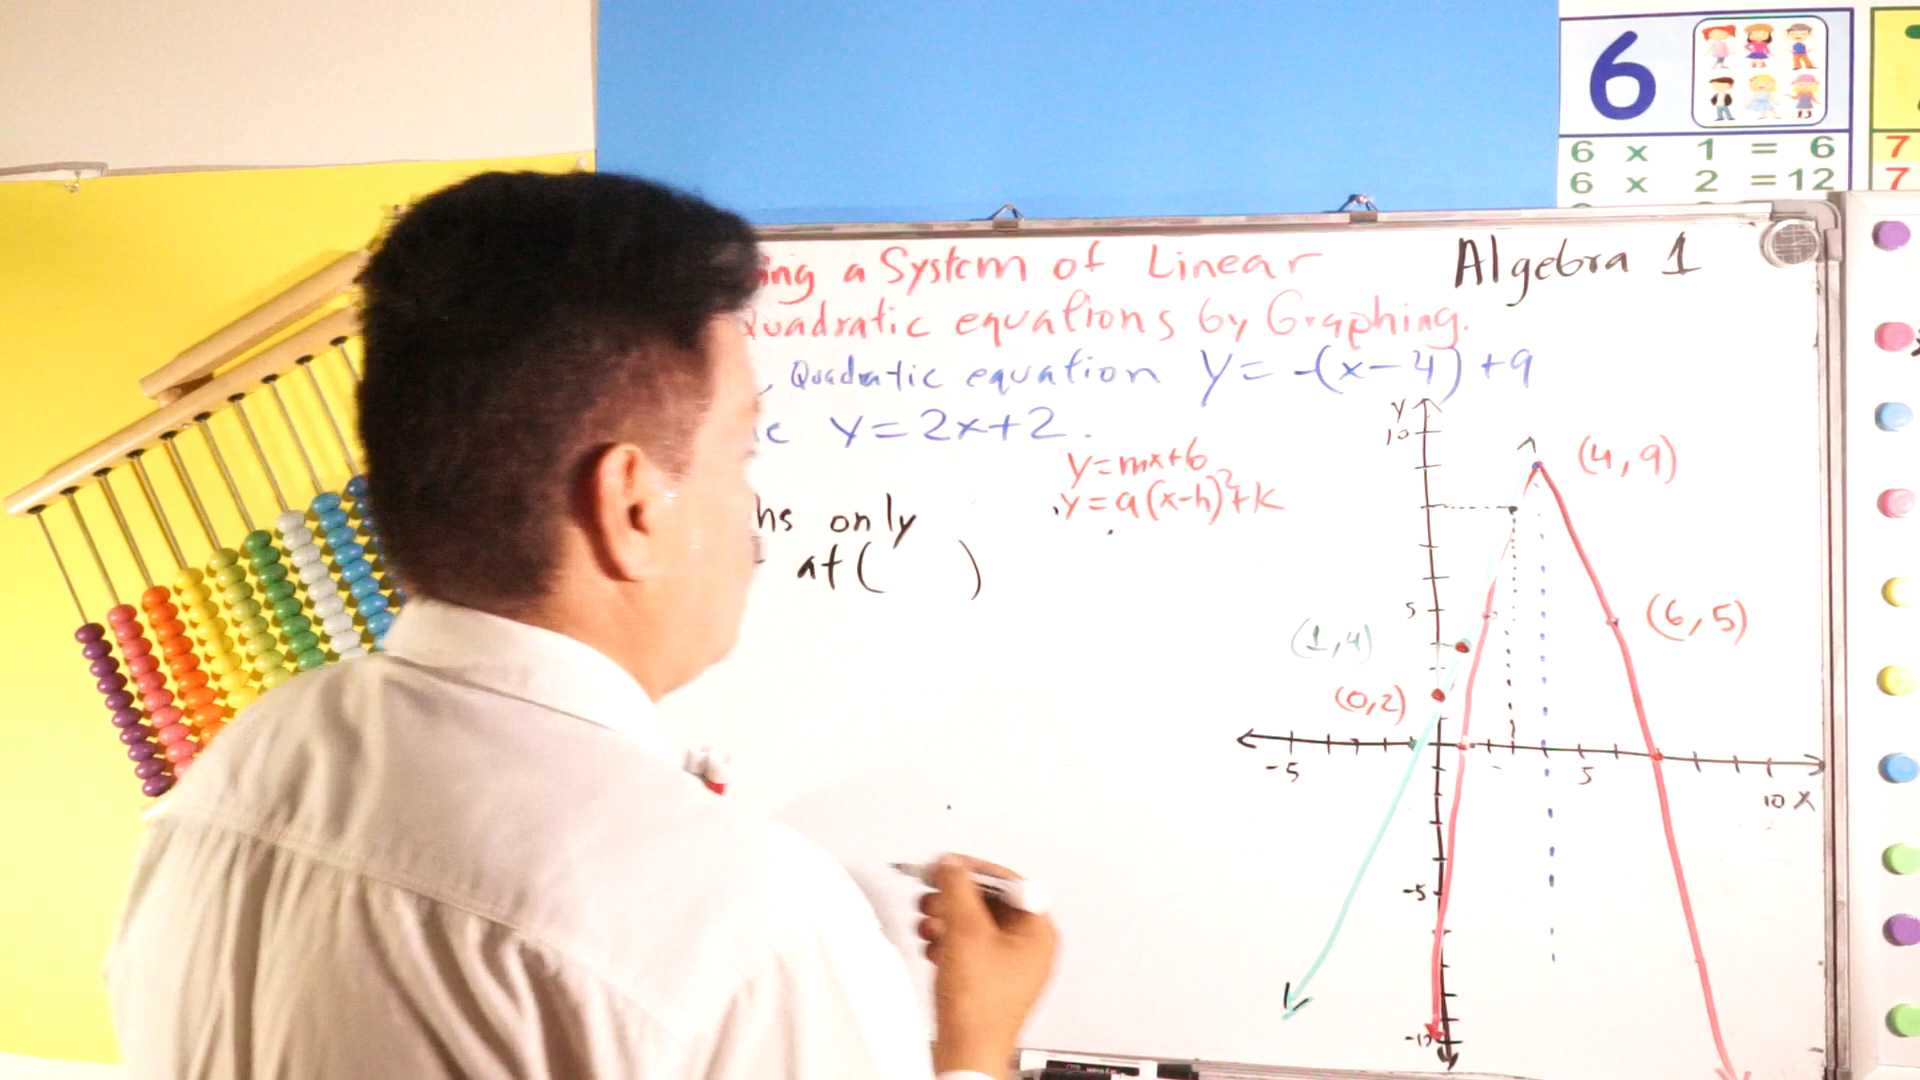 ing a System of Linear
Quadratic equations by Graphing.
, Quadratic equation y = -(x-4) + 9
y = 2x+2.
y=mx+b
y=a(x-h)²+k
hs only
at ( )
Algebra 1
y
10
(4,9)
5
(6,5)
(1,4)
(0,2)
-5
5
10 X
-5
6
13
6 x 1 = 6
6 x 2 = 12
7
7